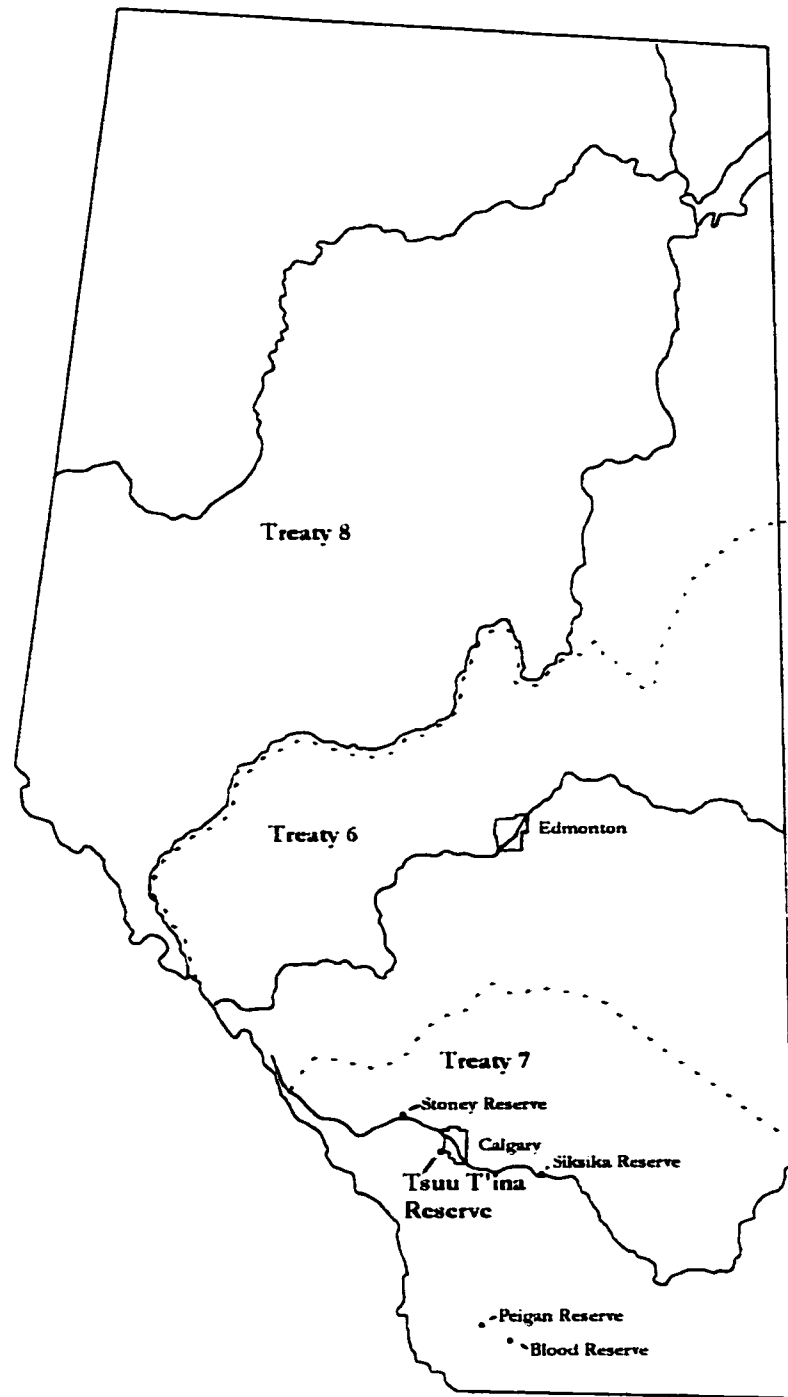 Treaty 8
Treaty 6
Edmonton
Treaty 7
Stoney Reserve
Calgary
Siksika Reserve
Tsuu T'ina
Reserve
Peigan Reserve
Blood Reserve